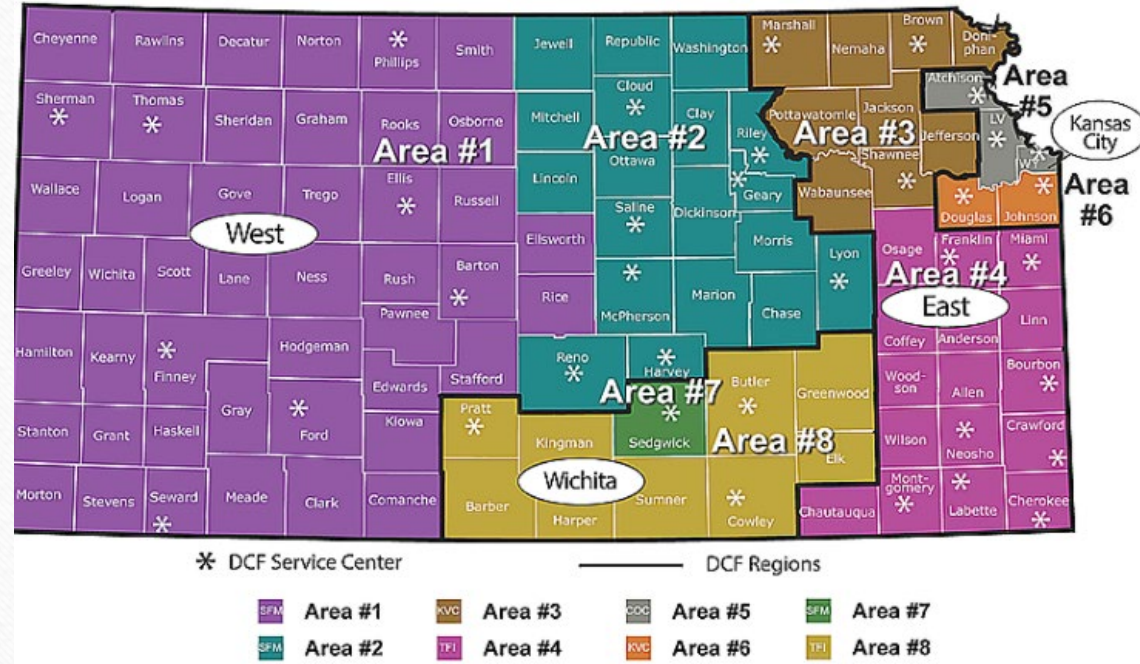 Cheyenne Rawlins Decatur Norton Phillips Smith Jewell Republic Washington Marshall Nemaha Brown Doni-
phan
Sherman Thomas Sheridan Graham Rooks Osborne Mitchell Cloud Clay Riley Pottawatomie Jackson Atchison
Area #5
Area #1
Area #2
Area #3
Jefferson LV
Kansas
City
Ottawa Shawnee
Wallace Logan Gove Trego Ellis Russell Lincoln Saline Dickinson Geary Wabaunsee Douglas Johnson
Area
#6
West
Ellsworth Morris Lyon Osage Franklin Miami
Greeley Wichita Scott Lane Ness Rush Barton Rice McPherson Marion Chase
Area #4
East
Pawnee Coffey Anderson Linn
Hamilton Kearny Finney Hodgeman Edwards Stafford Reno Harvey Butler Greenwood Wood-
son Allen Bourbon
Area #7
Stanton Grant Haskell Gray Ford Kiowa Pratt Kingman Sedgwick
Area #8
Elk Wilson Neosho Crawford
Wichita
Morton Stevens Seward Meade Clark Comanche Barber Harper Sumner Cowley Chautauqua Mont-
gomery Labette Cherokee
DCF Service Center DCF Regions
SFM Area #1 KVC Area #3 COC Area #5 SFM Area #7
SFM Area #2 TFI Area #4 KVC Area #6 TFI Area #8